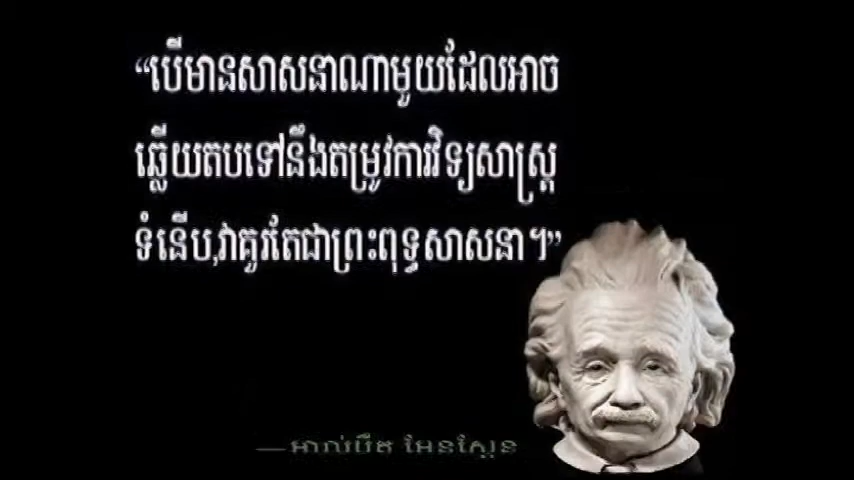 “បើមានសាសនាណាមួយដែលអាច
ឆ្លើយតបទៅនឹងតម្រូវការវិទ្យសាស្ត្រ
ទំនើប,វាគួរតែជាព្រះពុទ្ធសាសនា។”
— អាល់បឺត អែនស្តែន